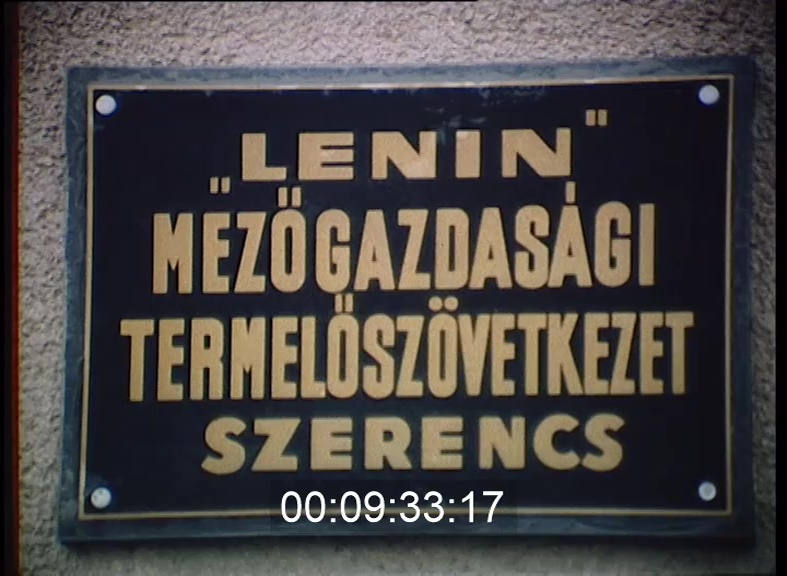 „LENIN"
MEZŐGAZDASÁGI
TERMELŐSZÖVETKEZET
SZERENCS
00:09:33:17